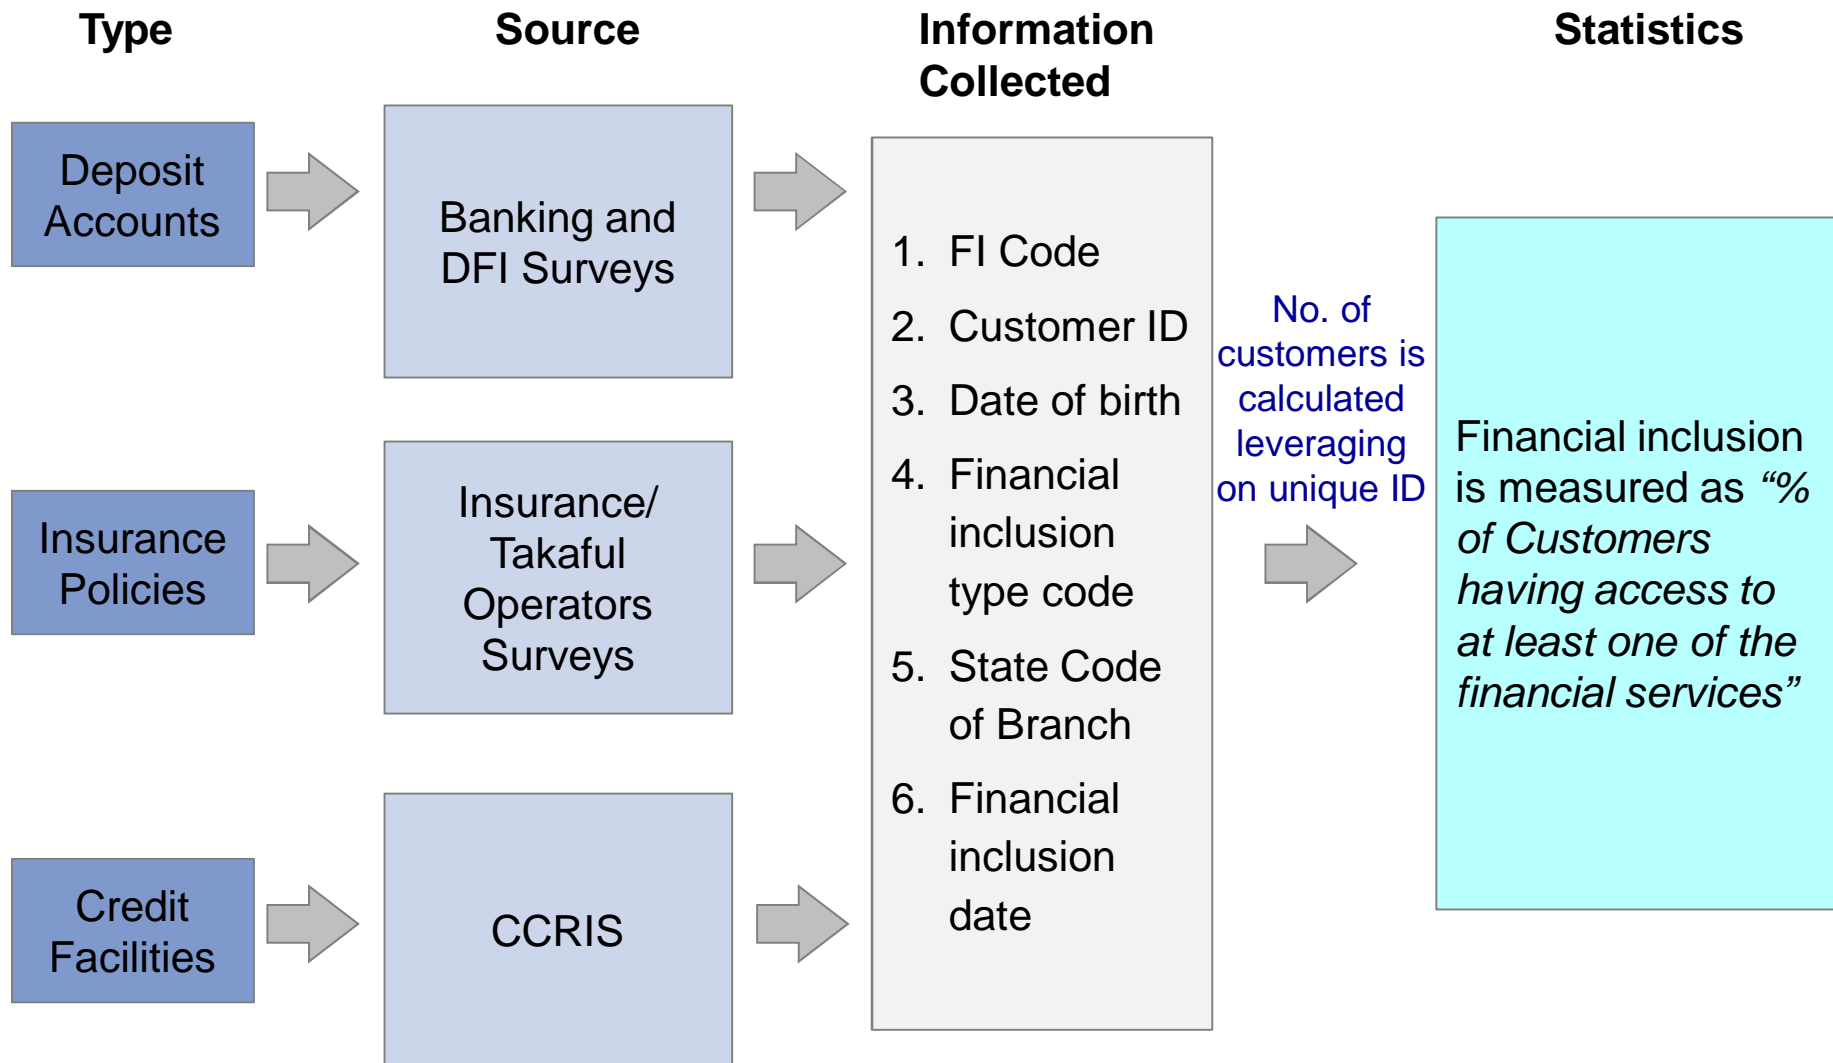 Type
Source
Information
Collected
Statistics
Deposit
Accounts
Banking and
DFI Surveys
Insurance
Policies
Insurance/
Takaful
Operators
Surveys
Credit
Facilities
CCRIS
1. FI Code
2. Customer ID
3. Date of birth
4. Financial
inclusion
type code
5. State Code
of Branch
6. Financial
inclusion
date
No. of
customers is
calculated
leveraging
on unique ID
Financial inclusion
is measured as “%
of Customers
having access to
at least one of the
financial services”